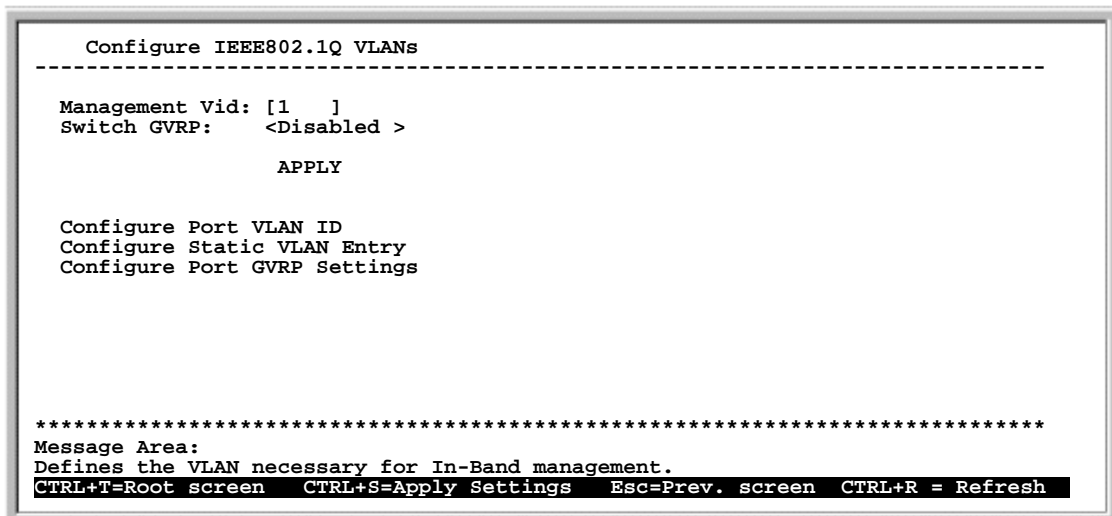 Configure IEEE802.1Q VLANs
--------------------------------------------------------------------------------
Management Vid: [1   ]
Switch GVRP:    <Disabled >
APPLY
Configure Port VLAN ID
Configure Static VLAN Entry
Configure Port GVRP Settings
********************************************************************************
Message Area:
Defines the VLAN necessary for In-Band management.
CTRL+T=Root screen   CTRL+S=Apply Settings   Esc=Prev. screen  CTRL+R = Refresh